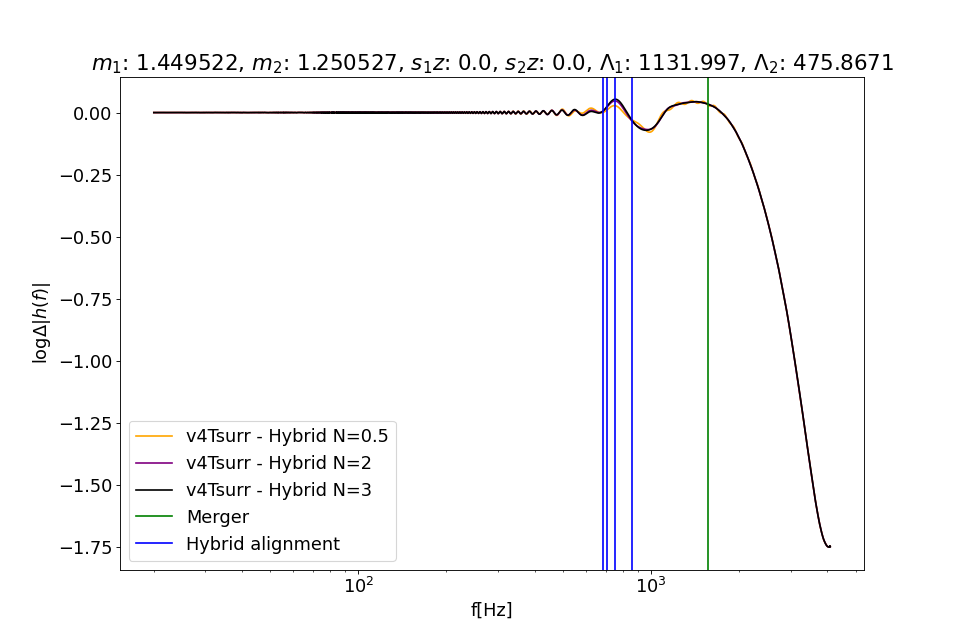 m₁: 1.449522, m₂: 1.250527, s₁z: 0.0, s₂z: 0.0, Λ₁: 1131.997, Λ₂: 475.8671
0.00
−0.25
−0.50
−0.75
−1.00
−1.25
−1.50
−1.75
logΔ|h(f)|
v4Tsurr - Hybrid N=0.5
v4Tsurr - Hybrid N=2
v4Tsurr - Hybrid N=3
Merger
Hybrid alignment
10² 10³
f[Hz]